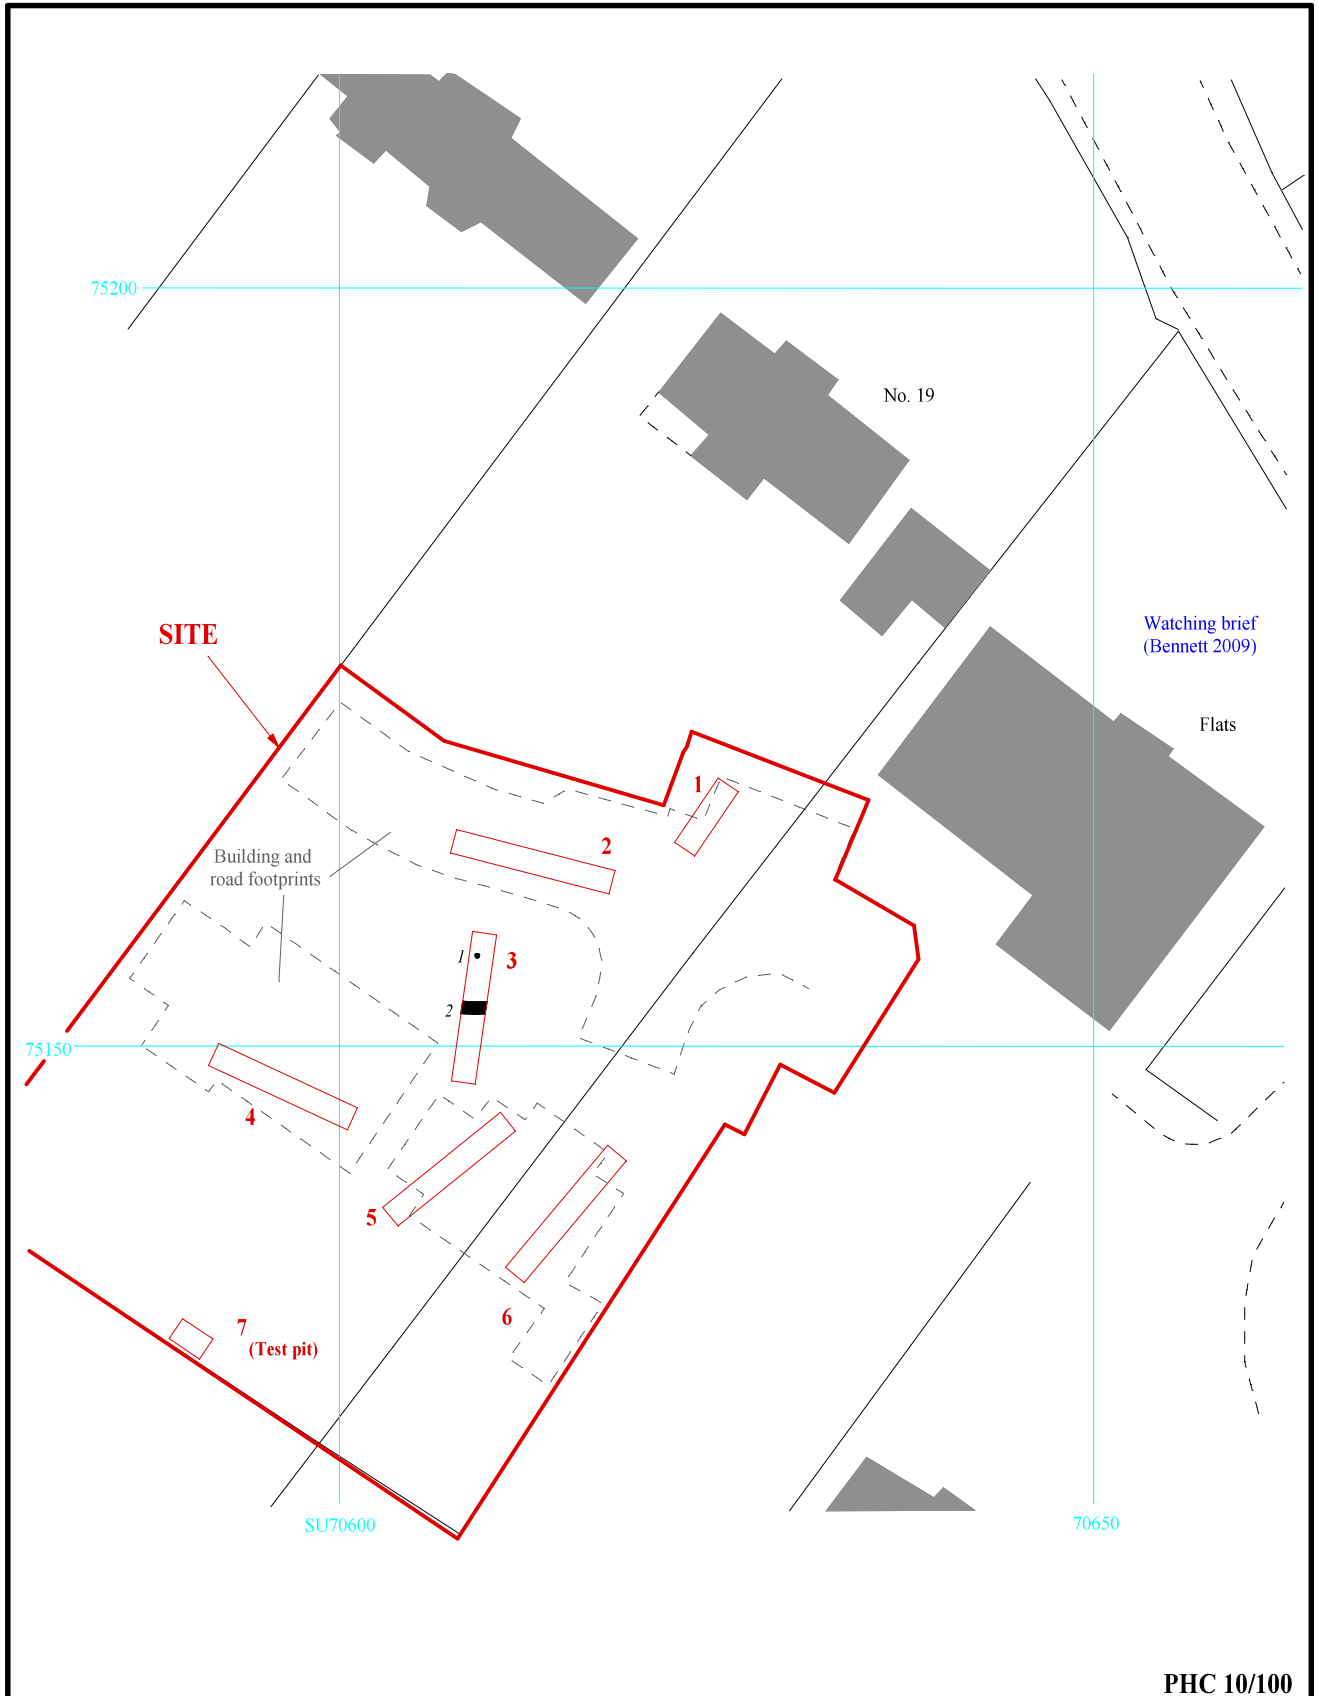 75200
No. 19
SITE
Watching brief
(Bennett 2009)
Flats
1
2
Building and
road footprints
1
3
2
75150
4
5
6
7
(Test pit)
SU70600
70650
PHC 10/100